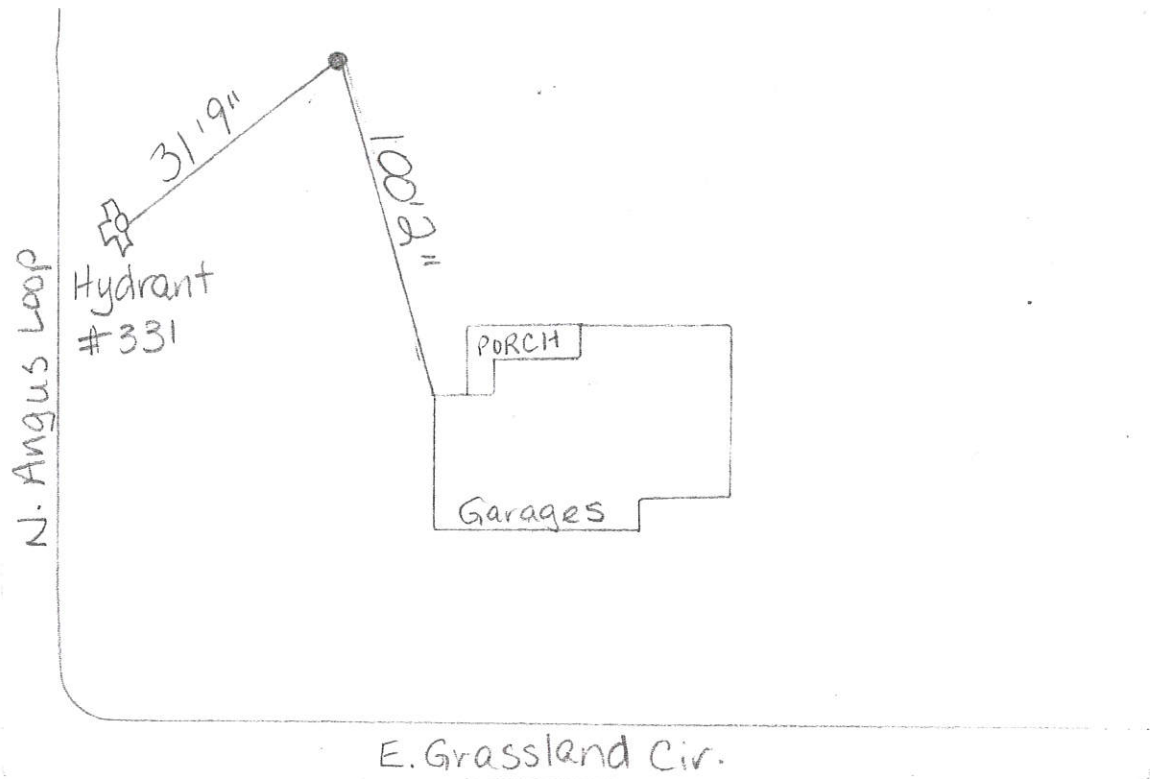 31'9"
100'2"
Hydrant
#331
N. Angus Loop
PORCH
Garages
E. Grassland Cir.